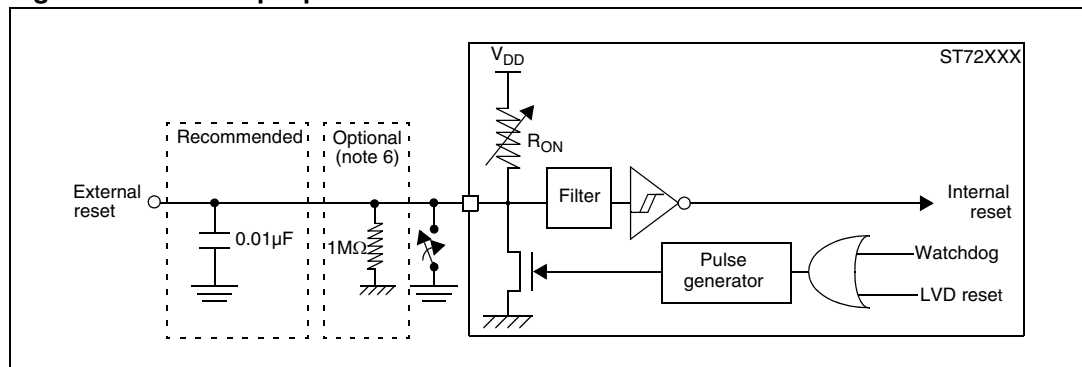 ST72XXX
VDD
Recommended
Optional
(note 6)
RON
External
reset
0.01µF
1MΩ
Filter
Internal
reset
Pulse
generator
Watchdog
LVD reset